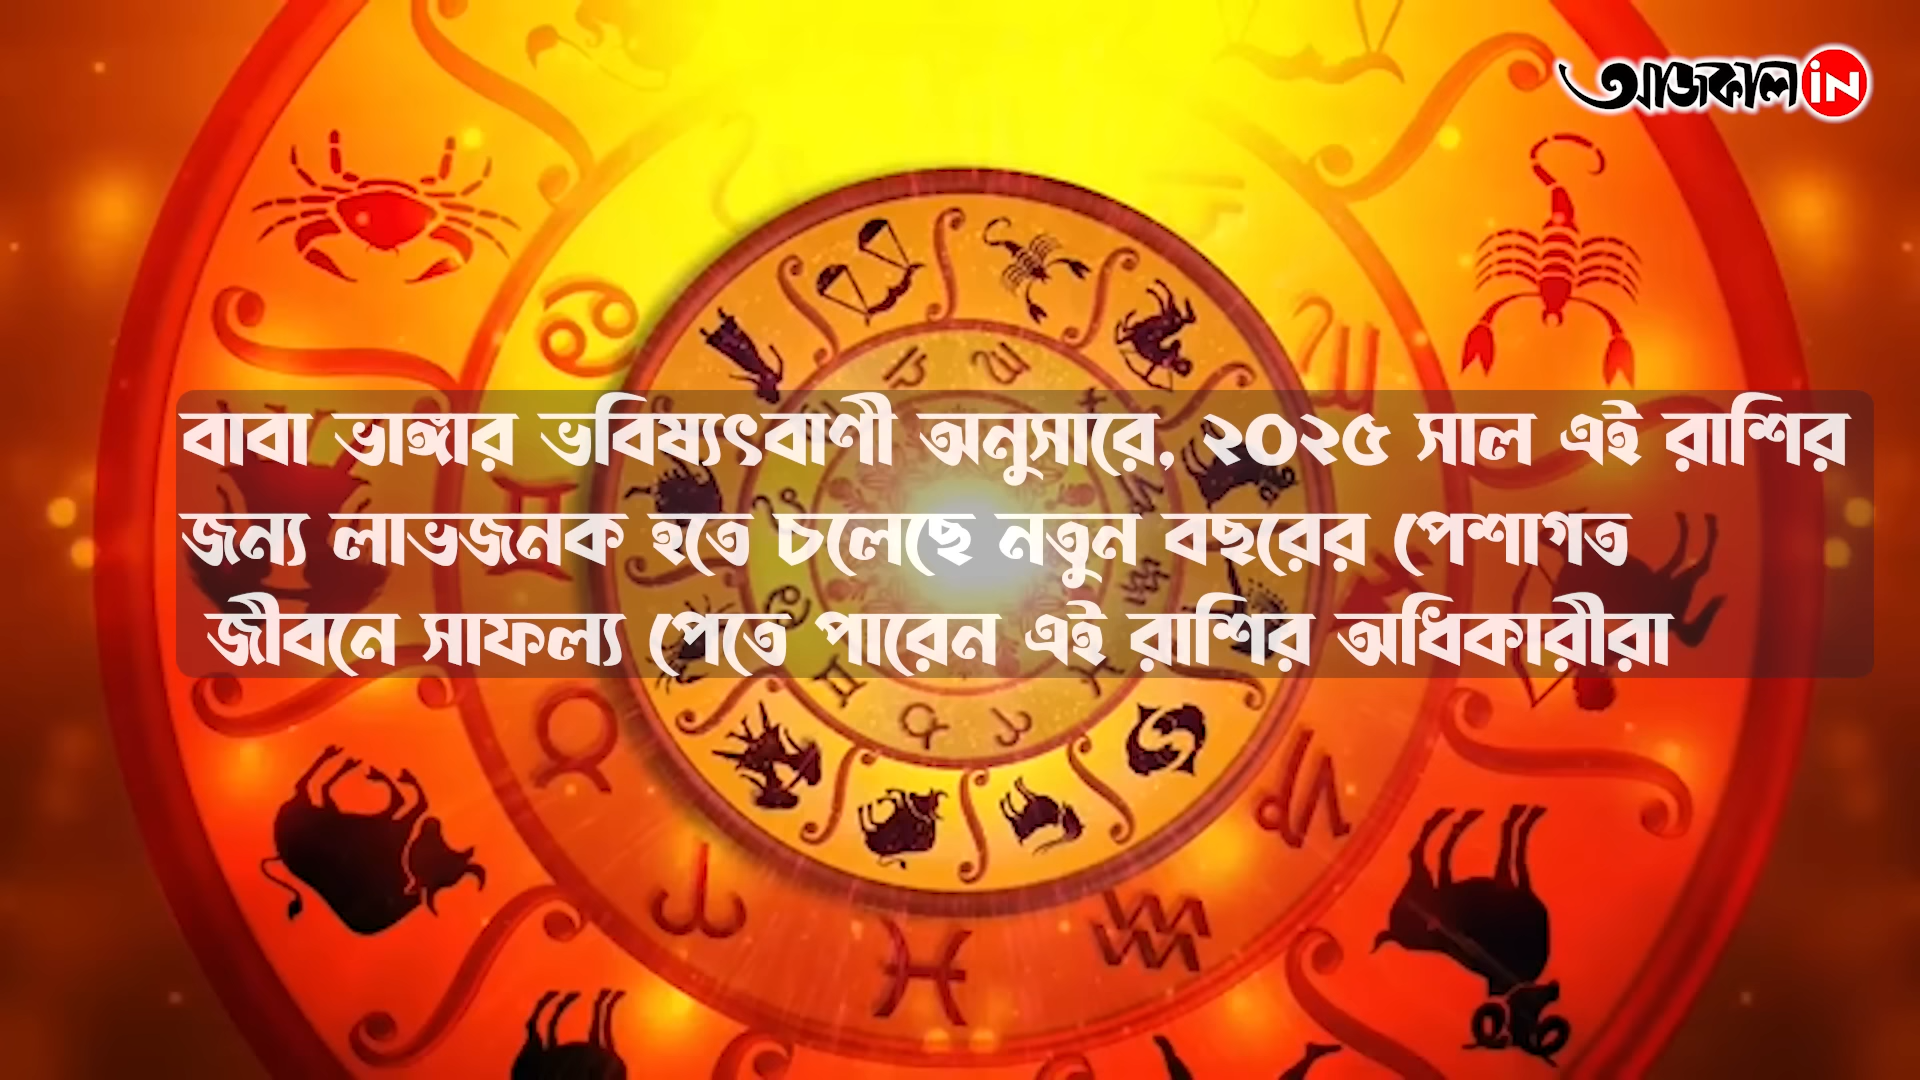 আজকাল iN
বাবা ভাঙ্গার ভবিষ্যৎবাণী অনুসারে, ২০২৫ সাল এই রাশির
জন্য লাভজনক হতে চলেছে নতুন বছরের পেশাগত
জীবনে সাফল্য পেতে পারেন এই রাশির অধিকারীরা